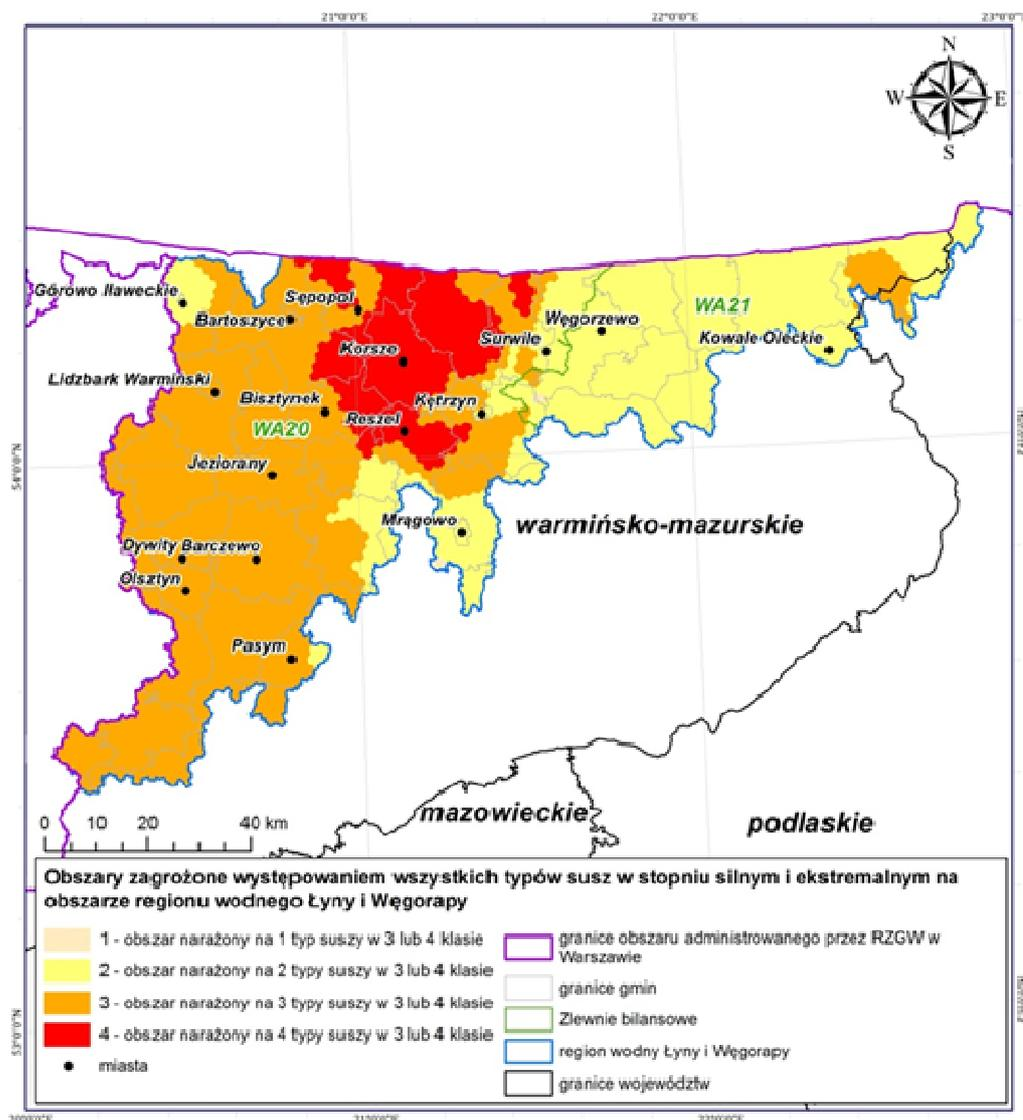 21°0'0"E 22°0'0"E 23°0'0"E
N
W E
S
Górowo Iławeckie
Sępopol
WA21
Bartoszyce
Węgorzewo
Surwile
Kowale Oleckie
Korsze
Lidzbark Warmiński
Bisztynek
Kętrzyn
Reszel
WA20
Jeziorany
54°0'0"N
Mrągowo
warmińsko-mazurskie
Dywity Barczewo
Olsztyn
Pasym
mazowieckie
podlaskie
0 10 20 40 km
Obszary zagrożone występowaniem wszystkich typów susz w stopniu silnym i ekstremalnym na
obszarze regionu wodnego Łyny i Węgorapy
1 - obszar narażony na 1 typ suszy w 3 lub 4 klasie
2 - obszar narażony na 2 typy suszy w 3 lub 4 klasie
3 - obszar narażony na 3 typy suszy w 3 lub 4 klasie
4 - obszar narażony na 4 typy suszy w 3 lub 4 klasie
miasta
granice obszaru administrowanego przez RZGW w
Warszawie
granice gmin
Zlewnie bilansowe
region wodny Łyny i Węgorapy
granice województw
53°0'0"N